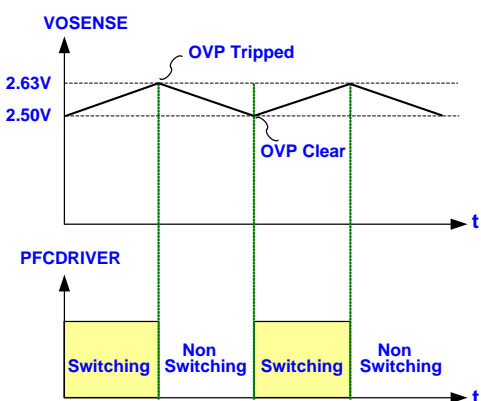 VOSENSE
OVP Tripped
2.63V
2.50V
OVP Clear
t
PFCDRIVER
Switching
Non
Switching
Switching
Non
Switching
t